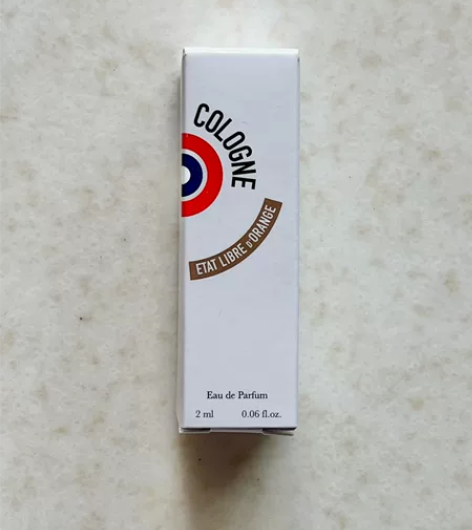 COLOGNE
ETAT LIBRE D'ORANGE
Eau de Parfum
2 ml 0.06 fl.oz.